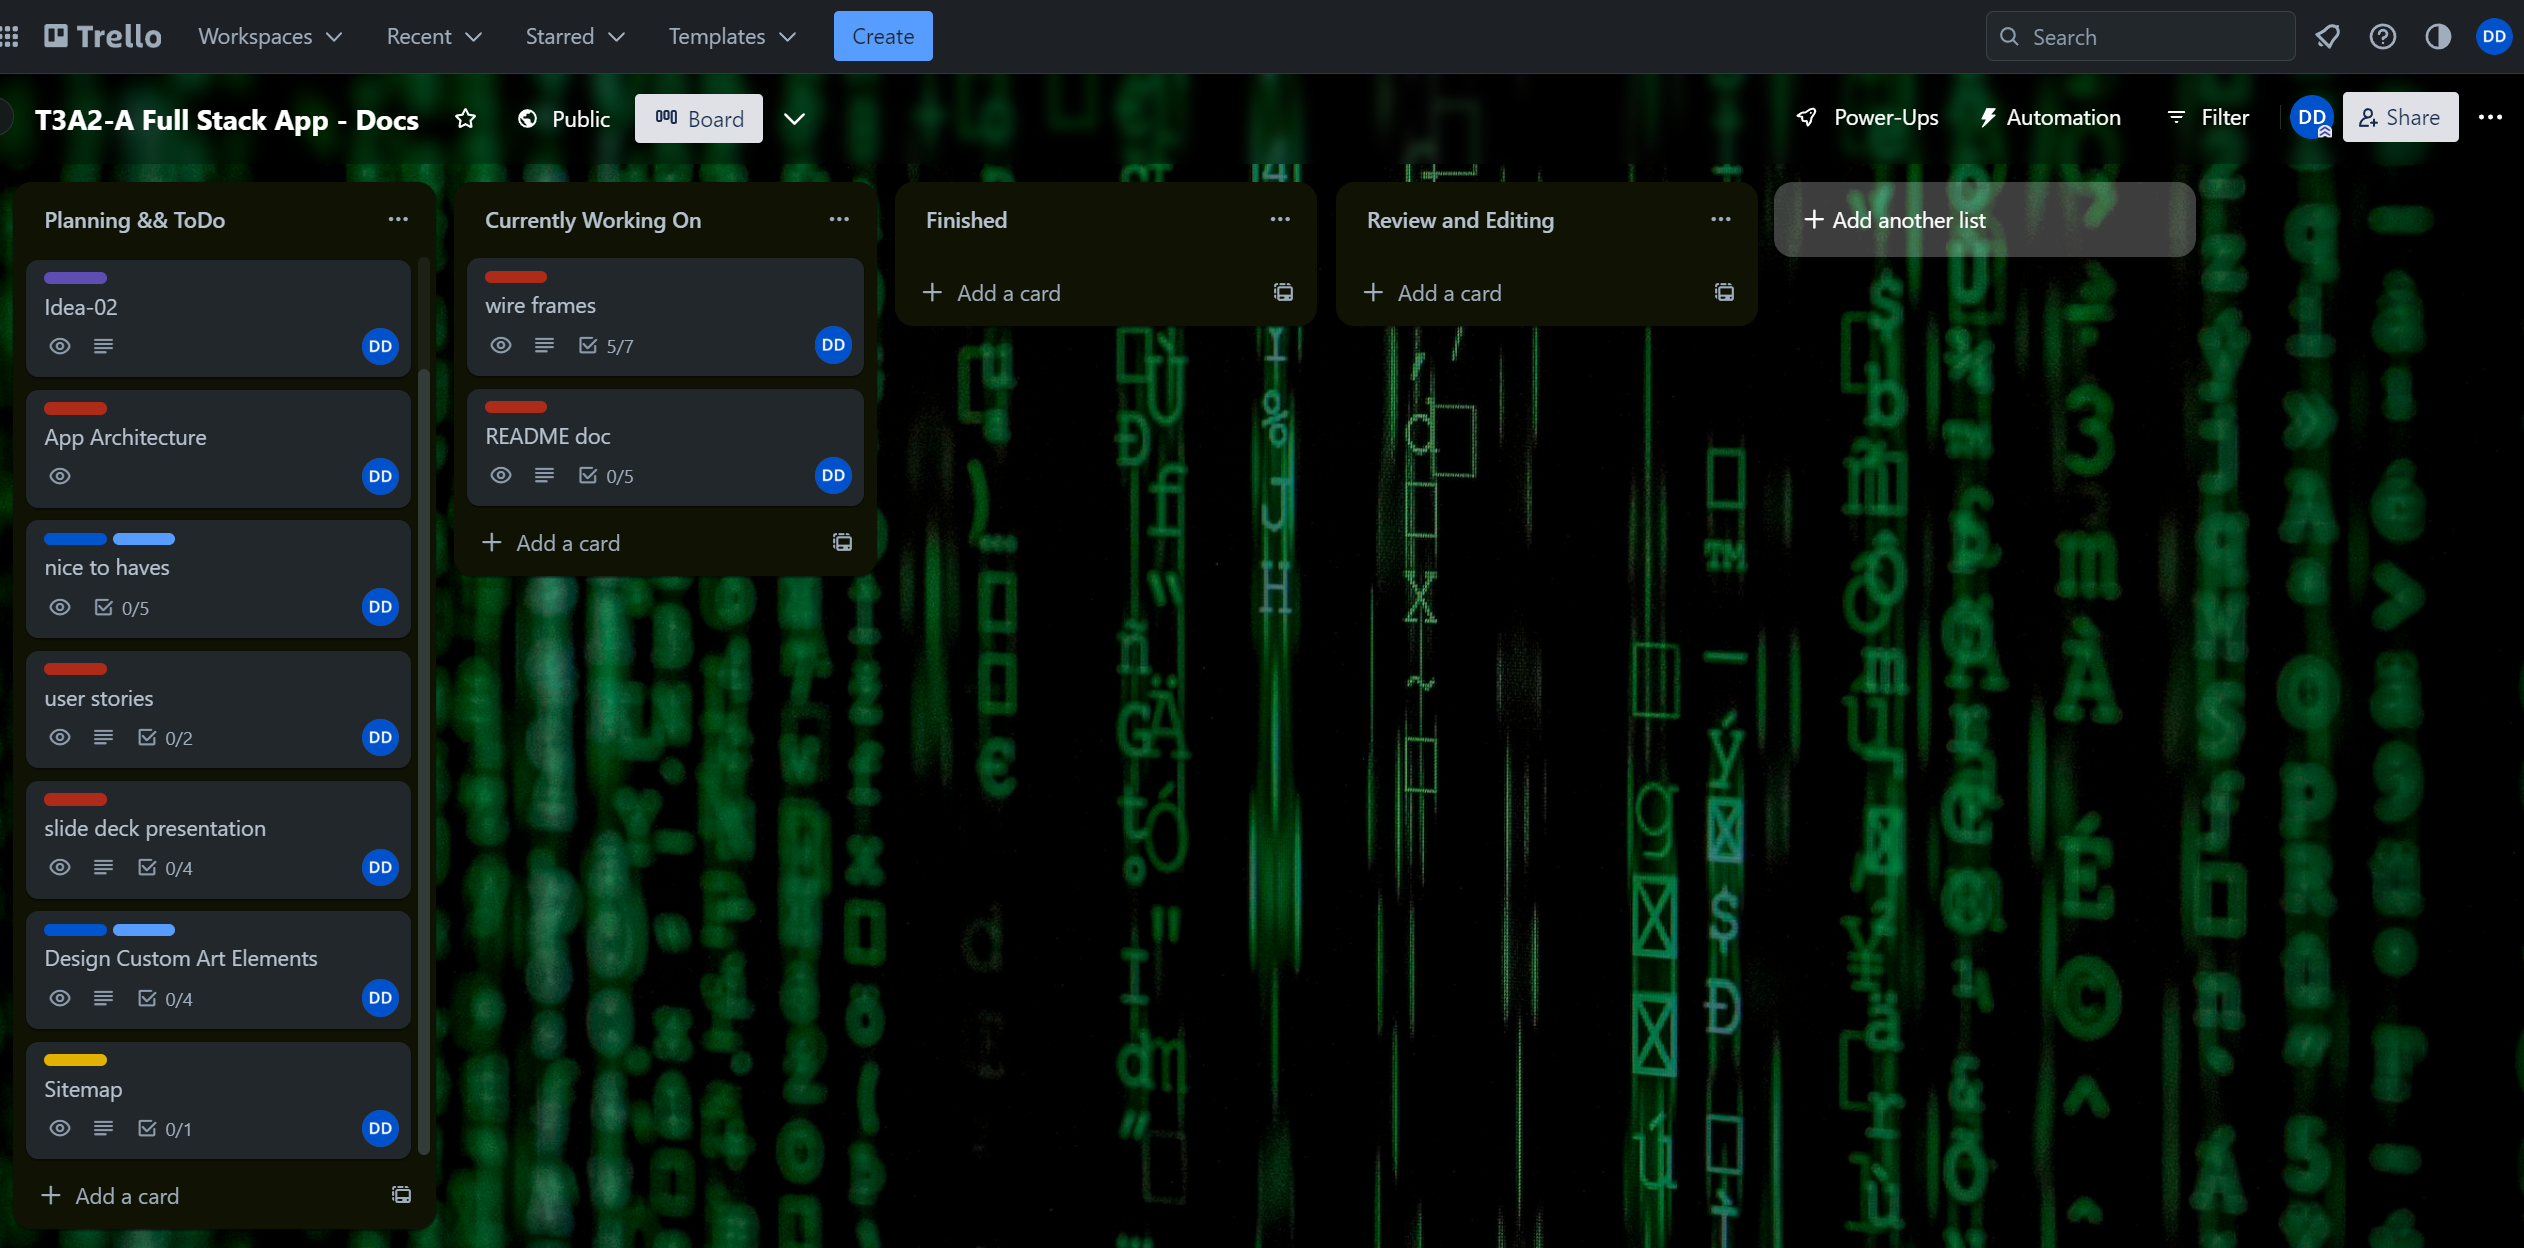 Trello
Workspaces
Recent
Starred
Templates
Create
Search
DD
T3A2-A Full Stack App - Docs
Public
Board
Power-Ups
Automation
Filter
DD
Share
Planning && ToDo
Idea-02
DD
App Architecture
DD
nice to haves
0/5
DD
user stories
0/2
DD
slide deck presentation
0/4
DD
Design Custom Art Elements
0/4
DD
Sitemap
0/1
DD
+ Add a card
Currently Working On
wire frames
5/7
DD
README doc
0/5
DD
+ Add a card
Finished
+ Add a card
Review and Editing
+ Add a card
+ Add another list